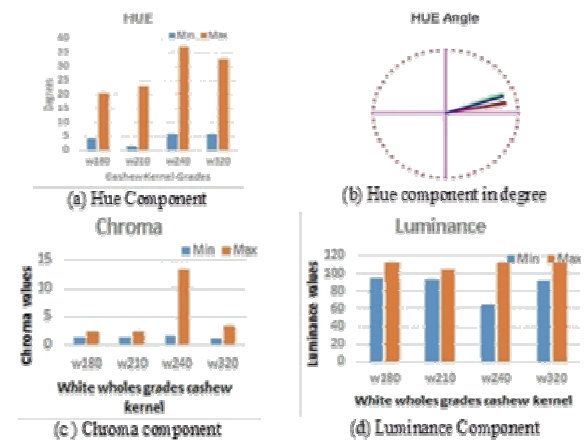 HUE
Min Max
40
35
30
25
20
15
10
5
0
Degrees
w180 w210 w240 w320
Cashew Kernel Grades
(a) Hue Component
HUE Angle
(b) Hue component in degree
Chroma
Min Max
15
10
5
0
Chroma values
w180 w210 w240 w320
White wholes grades cashew
kernel
(c) Chroma component
Luminance
Min Max
120
100
80
60
40
20
0
Luminance values
w180 w210 w240 w320
White wholes grades cashew kernel
(d) Luminance Component